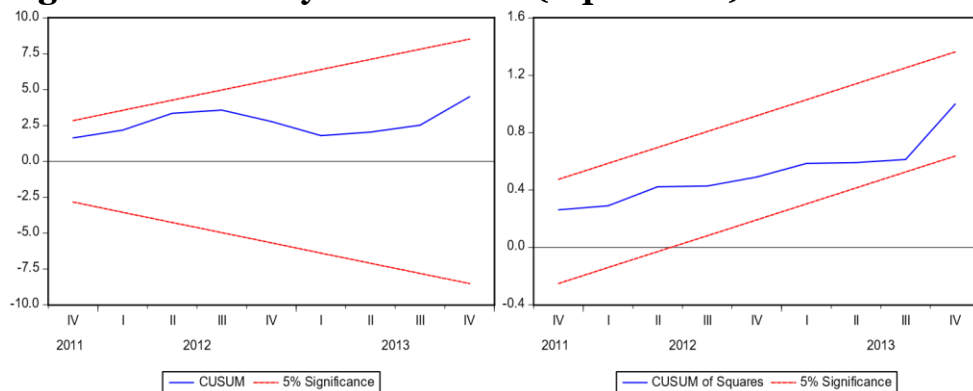 10.0
7.5
5.0
2.5
0.0
-2.5
-5.0
-7.5
-10.0
IV I II III IV I II III IV
2011 2012 2013
CUSUM 5% Significance
1.6
1.2
0.8
0.4
0.0
-0.4
IV I II III IV I II III IV
2011 2012 2013
CUSUM of Squares 5% Significance